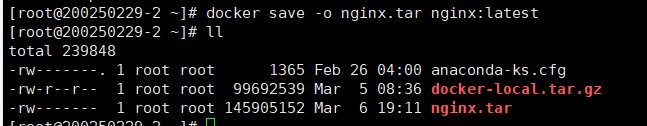 [root@200250229-2 ~]# docker save -o nginx.tar nginx:latest
[root@200250229-2 ~]# ll
total 239848
-rw-------. 1 root root      1365 Feb 26 04:00 anaconda-ks.cfg
-rw-r--r--  1 root root  99692539 Mar  5 08:36 docker-local.tar.gz
-rw-------  1 root root 145905152 Mar  6 19:11 nginx.tar
[root@200250229-2 ~]#